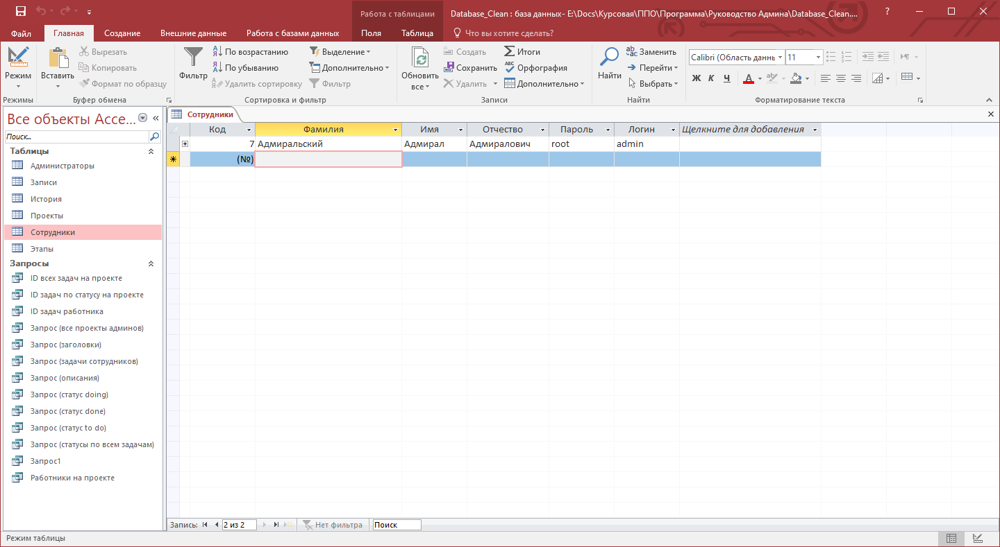 Работа с таблицами
Database_Clean : база данных- E:\Docs\Курсовая\ППО\Программа\Руководство Админа\Database_Clean....
?
Файл
Главная
Создание
Внешние данные
Работа с базами данных
Поля
Таблица
Что вы хотите сделать?
Режим
Режимы
Вставить
Вырезать
Копировать
Формат по образцу
Буфер обмена
Фильтр
По возрастанию
По убыванию
Удалить сортировку
Выделение
Дополнительно
Фильтр
Сортировка и фильтр
Обновить
все
Создать
Сохранить
Удалить
Итоги
Орфография
Дополнительно
Записи
Найти
Заменить
Перейти
Выбрать
Найти
Calibri (Область данн
11
Ж К Ч
Форматирование текста
Все объекты Acce...
Поиск...
Таблицы
Администраторы
Записи
История
Проекты
Сотрудники
Этапы
Запросы
ID всех задач на проекте
ID задач по статусу на проекте
ID задач работника
Запрос (все проекты админов)
Запрос (заголовки)
Запрос (задачи сотрудников)
Запрос (описания)
Запрос (статус doing)
Запрос (статус done)
Запрос (статус to do)
Запрос (статусы по всем задачам)
Запрос1
Работники на проекте
Сотрудники
Код Фамилия Имя Отчество Пароль Логин Щелкните для добавления
7 Адмиральский Адмирал Адмиралович root admin
(№)
Запись: 2 из 2 Нет фильтра Поиск
Режим таблицы